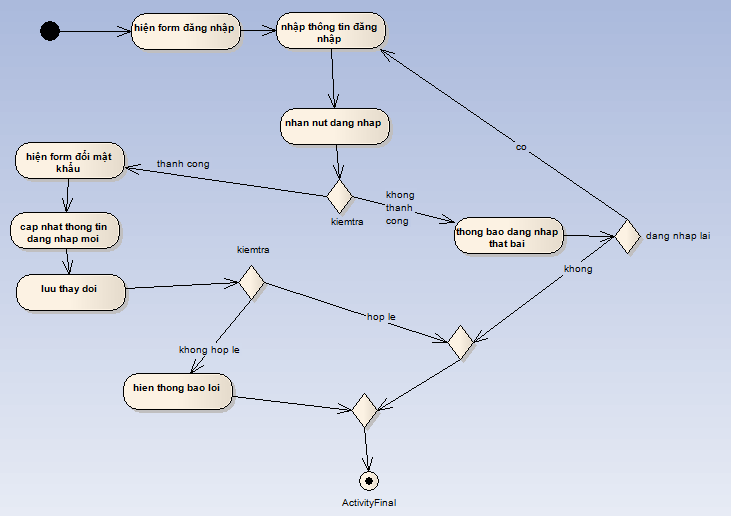 hiện form đăng nhập
nhập thông tin đăng
nhập
nhan nut dang nhap
co
hiện form đổi mật
khẩu
thanh cong
khong
thanh
cong
kiemtra
cap nhat thong tin
dang nhap moi
thong bao dang nhap
that bai
dang nhap lai
kiemtra
khong
luu thay doi
hop le
khong hop le
hien thong bao loi
ActivityFinal